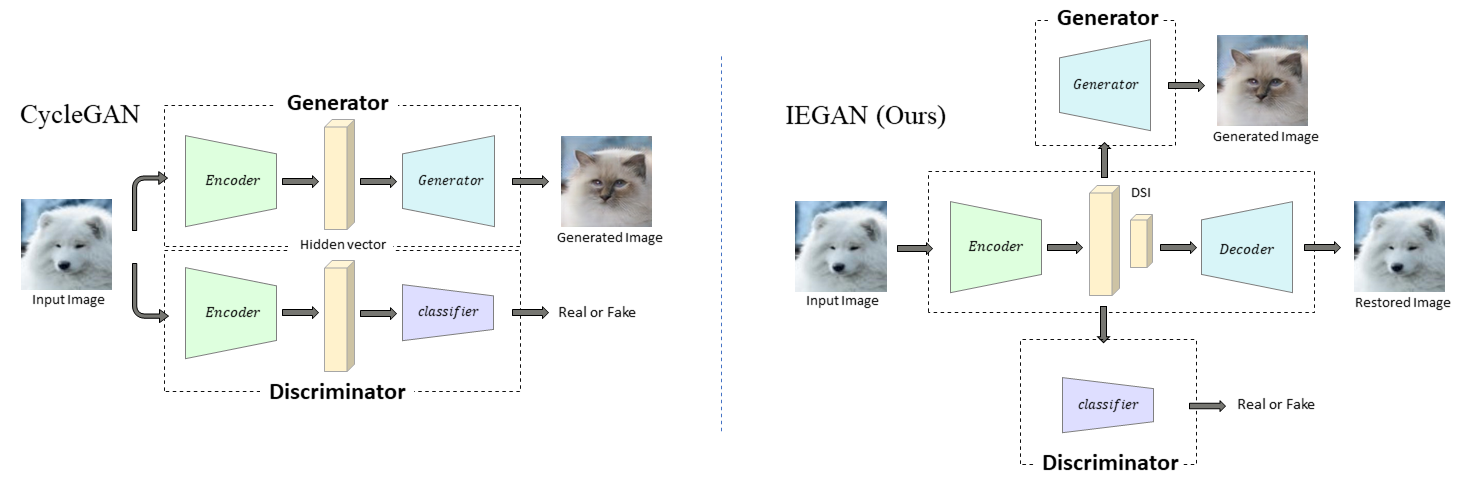 CycleGAN
Generator
Encoder
Generator
Generated Image
Input Image
Hidden vector
Encoder
classifier
Real or Fake
Discriminator
IEGAN (Ours)
Generator
Generator
Generated Image
DSI
Encoder
Decoder
Input Image
Restored Image
classifier
Real or Fake
Discriminator